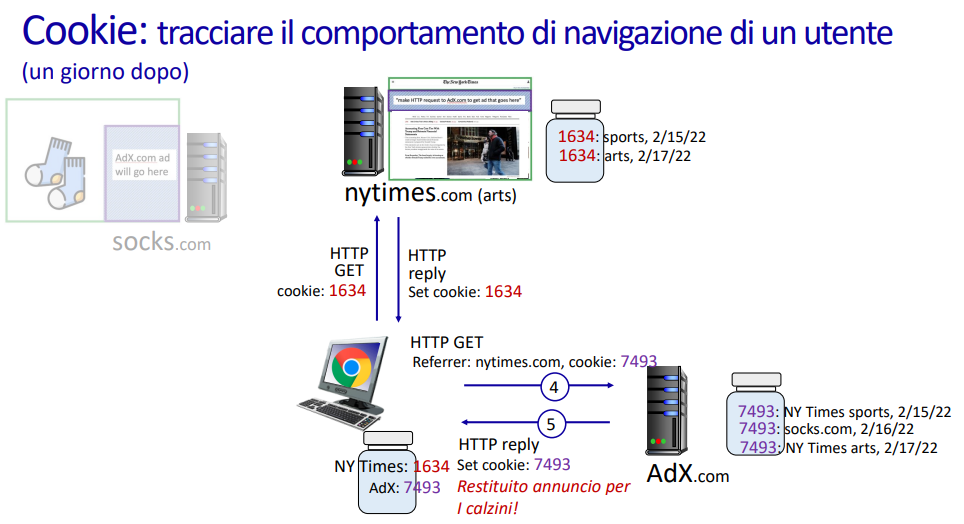 Cookie: tracciare il comportamento di navigazione di un utente
(un giorno dopo)
The New York Times
"make HTTP request to AdX.com to get ad that goes here"
1634: sports, 2/15/22
1634: arts, 2/17/22
AdX.com ad
will go here
nytimes.com (arts)
socks.com
HTTP
GET
cookie: 1634
HTTP
reply
Set cookie: 1634
HTTP GET
Referrer: nytimes.com, cookie: 7493
4
5
7493: NY Times sports, 2/15/22
7493: socks.com, 2/16/22
7493: NY Times arts, 2/17/22
HTTP reply
NY Times: 1634
Set cookie: 7493
AdX: 7493
AdX.com
Restituito annuncio per
I calzini!